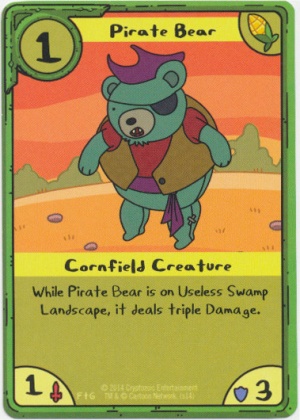 1
Pirate Bear
Cornfield Creature
While Pirate Bear is on Useless Swamp
Landscape, it deals triple Damage.
© 2014 Cryptozoic Entertainment
1
TM & © Cartoon Network. (s14)
3